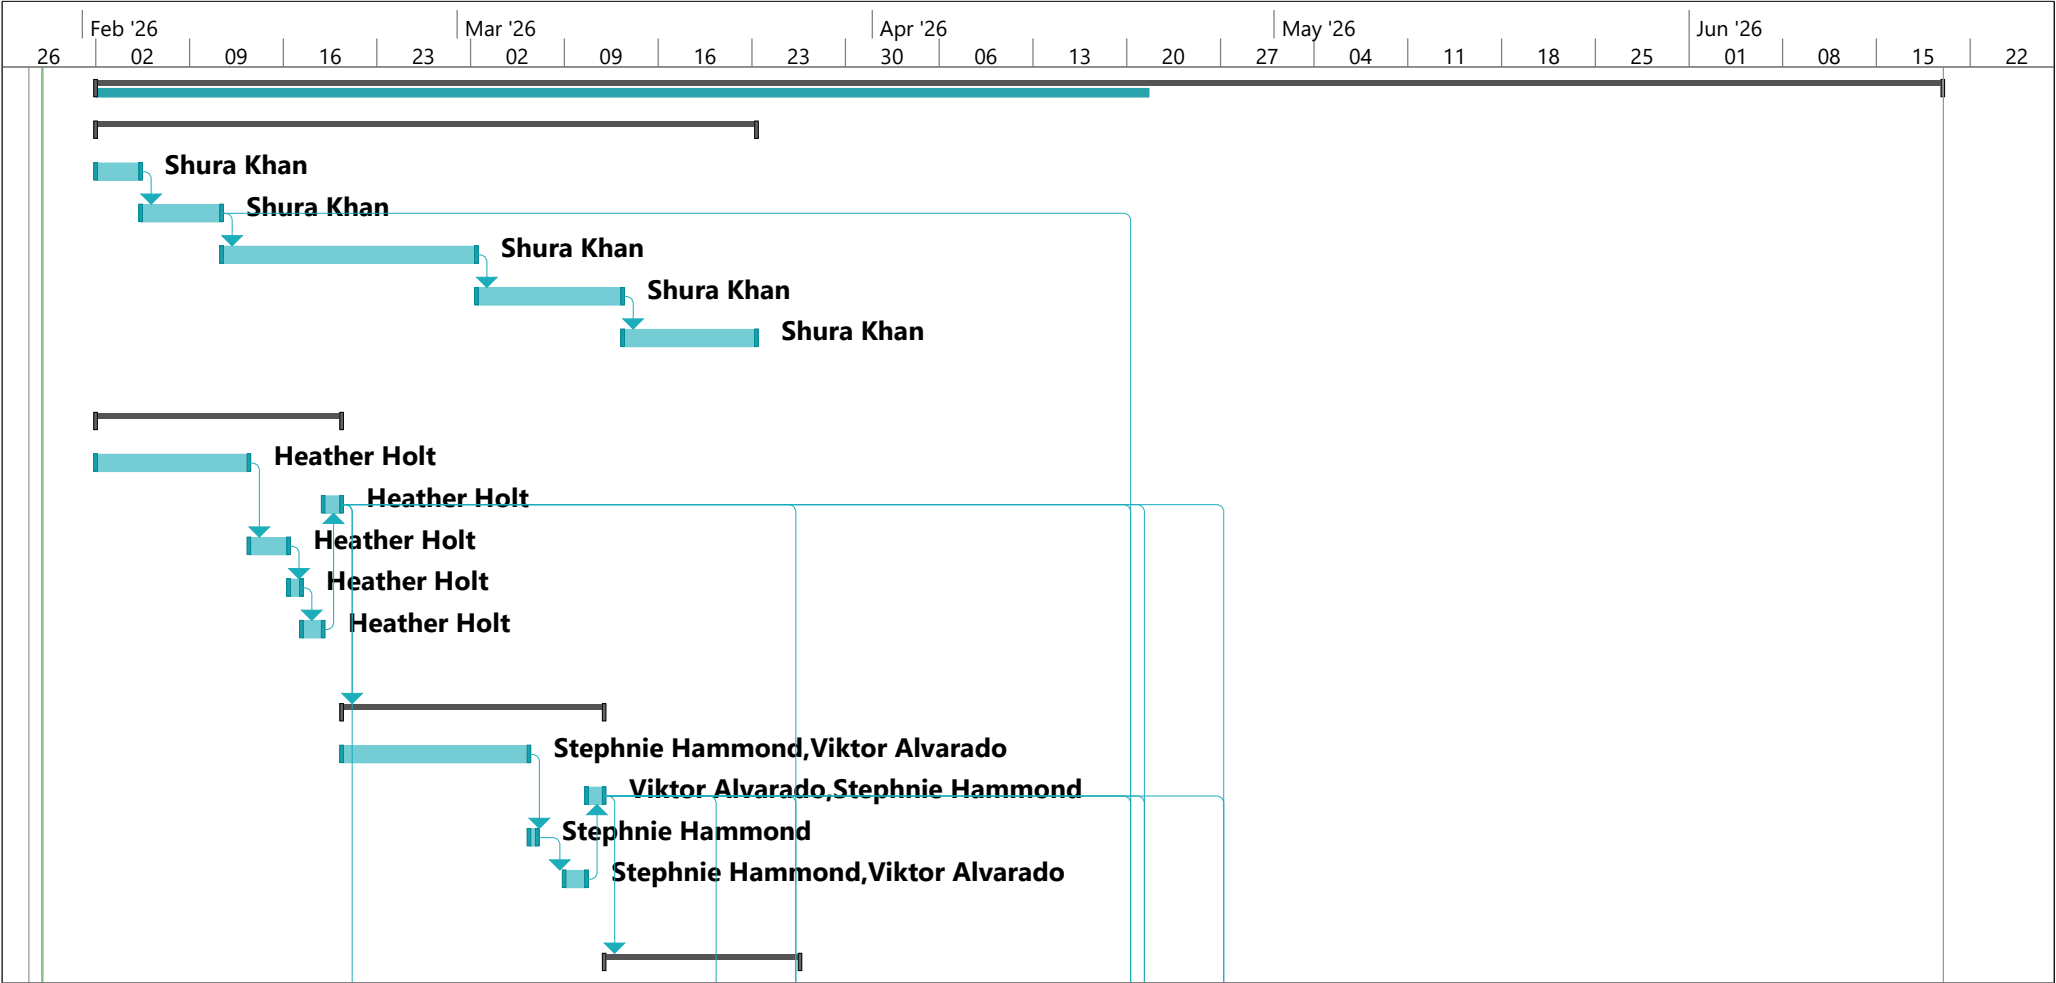 Feb '26 Mar '26 Apr '26 May '26 Jun '26
26 02 09 16 23 02 09 16 23 30 06 13 20 27 04 11 18 25 01 08 15 22
Shura Khan
Shura Khan
Shura Khan
Shura Khan
Shura Khan
Heather Holt
Heather Holt
Heather Holt
Heather Holt
Heather Holt
Stephnie Hammond,Viktor Alvarado
Viktor Alvarado,Stephnie Hammond
Stephnie Hammond
Stephnie Hammond,Viktor Alvarado